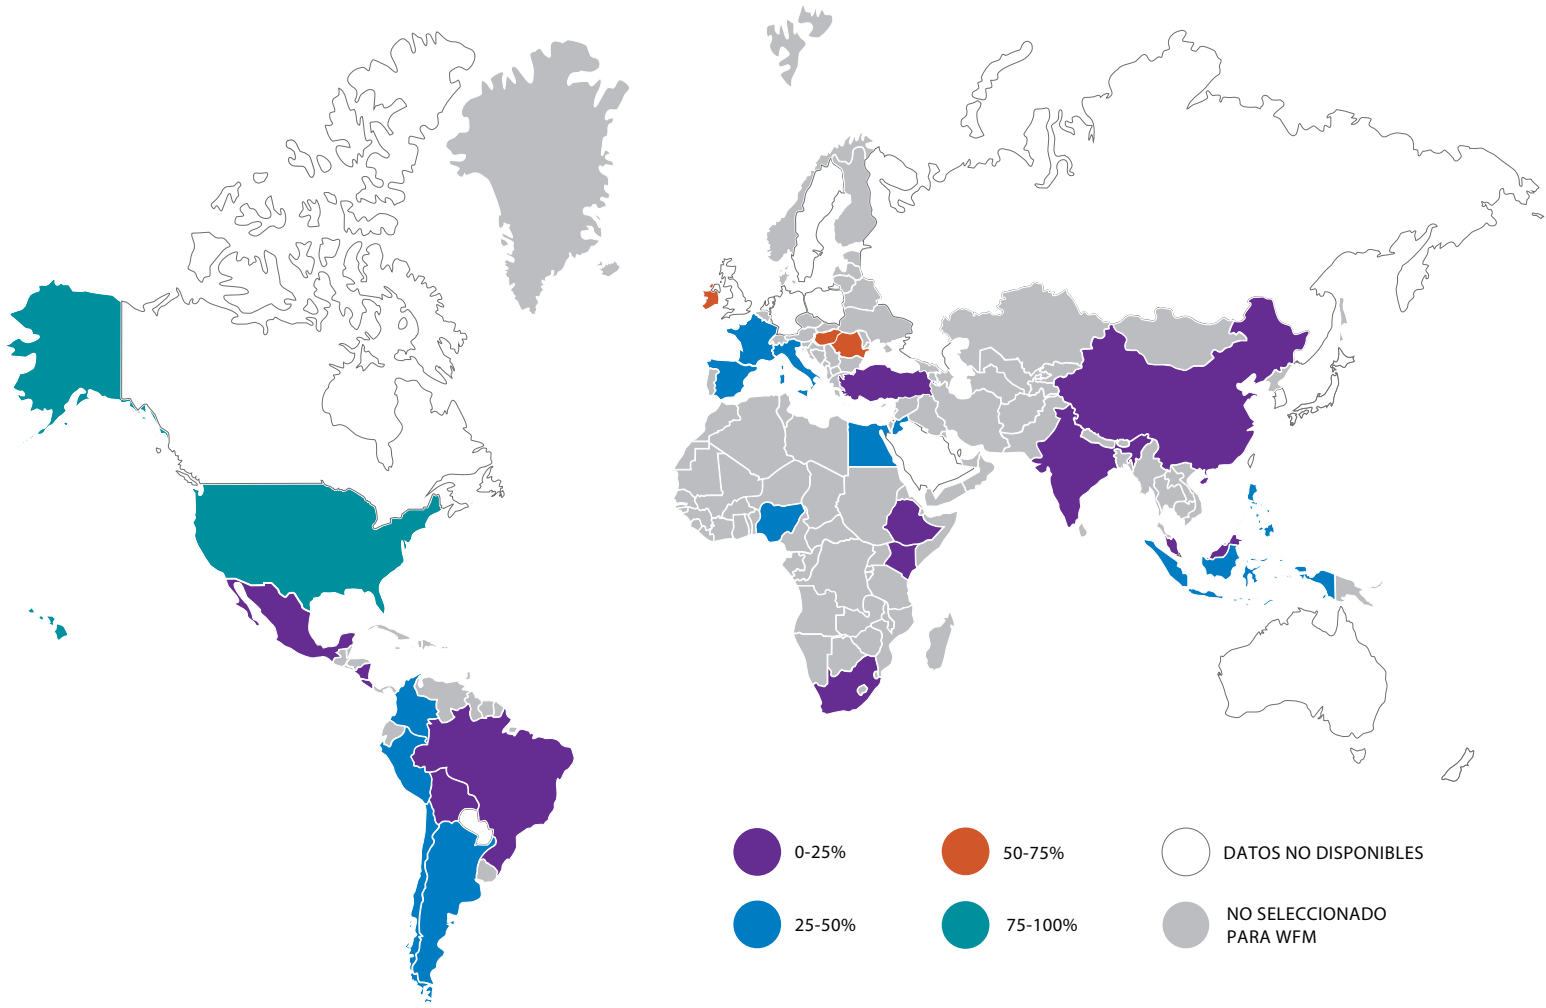 0-25%
50-75%
DATOS NO DISPONIBLES
25-50%
75-100%
NO SELECCIONADO
PARA WFM